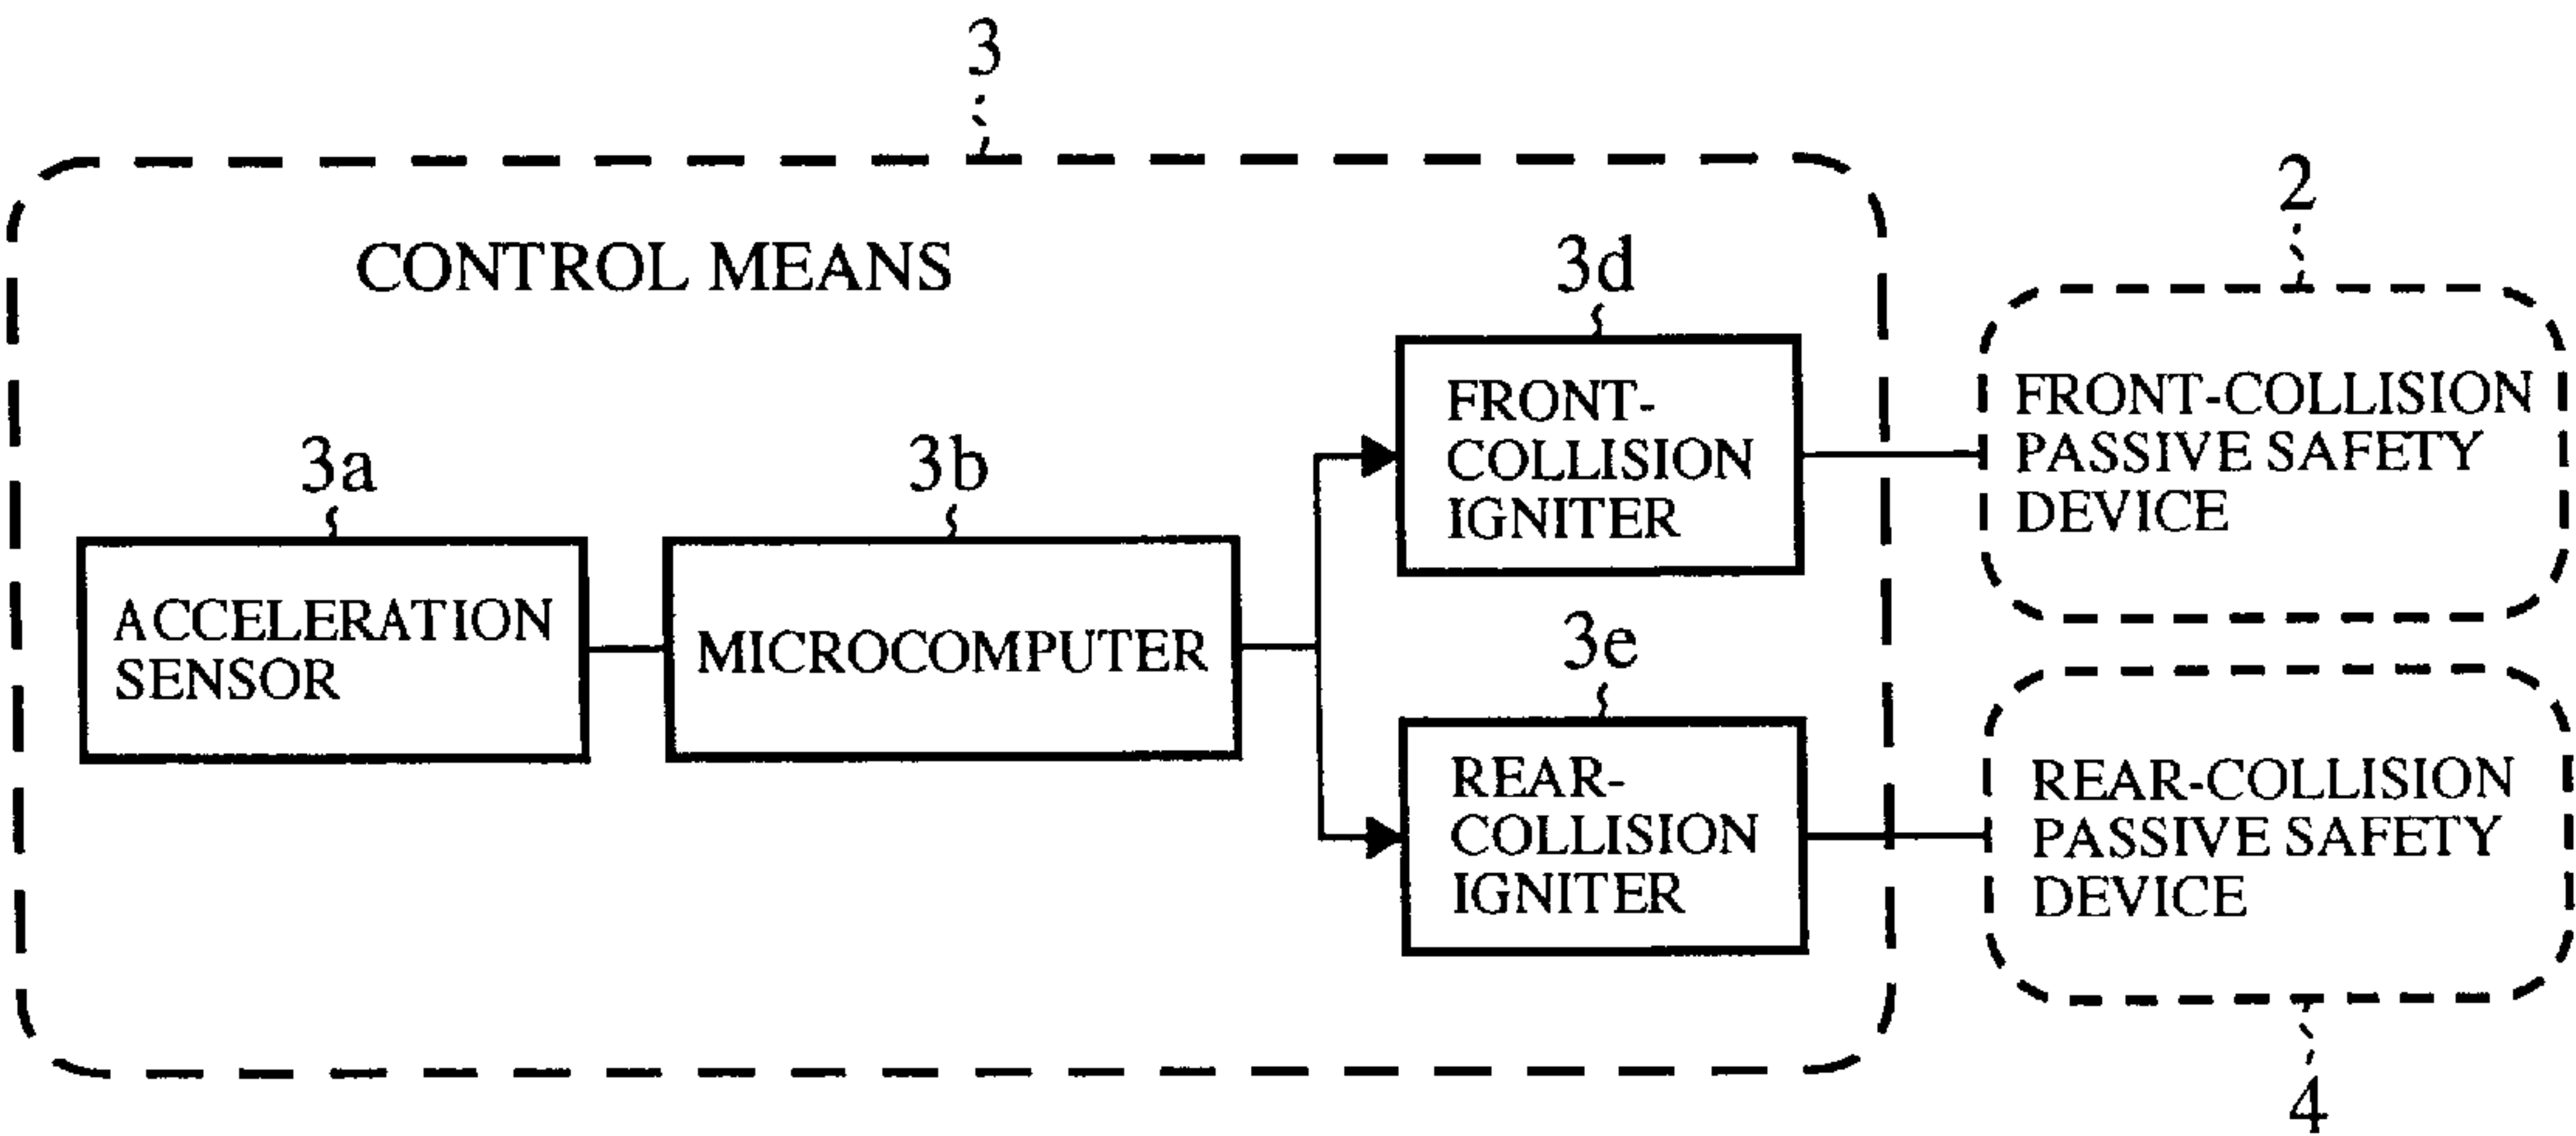 3
CONTROL MEANS
2
3d
FRONT-
COLLISION
IGNITER
FRONT-COLLISION
PASSIVE SAFETY
DEVICE
3a
ACCELERATION
SENSOR
3b
MICROCOMPUTER
3e
REAR-
COLLISION
IGNITER
REAR-COLLISION
PASSIVE SAFETY
DEVICE
4